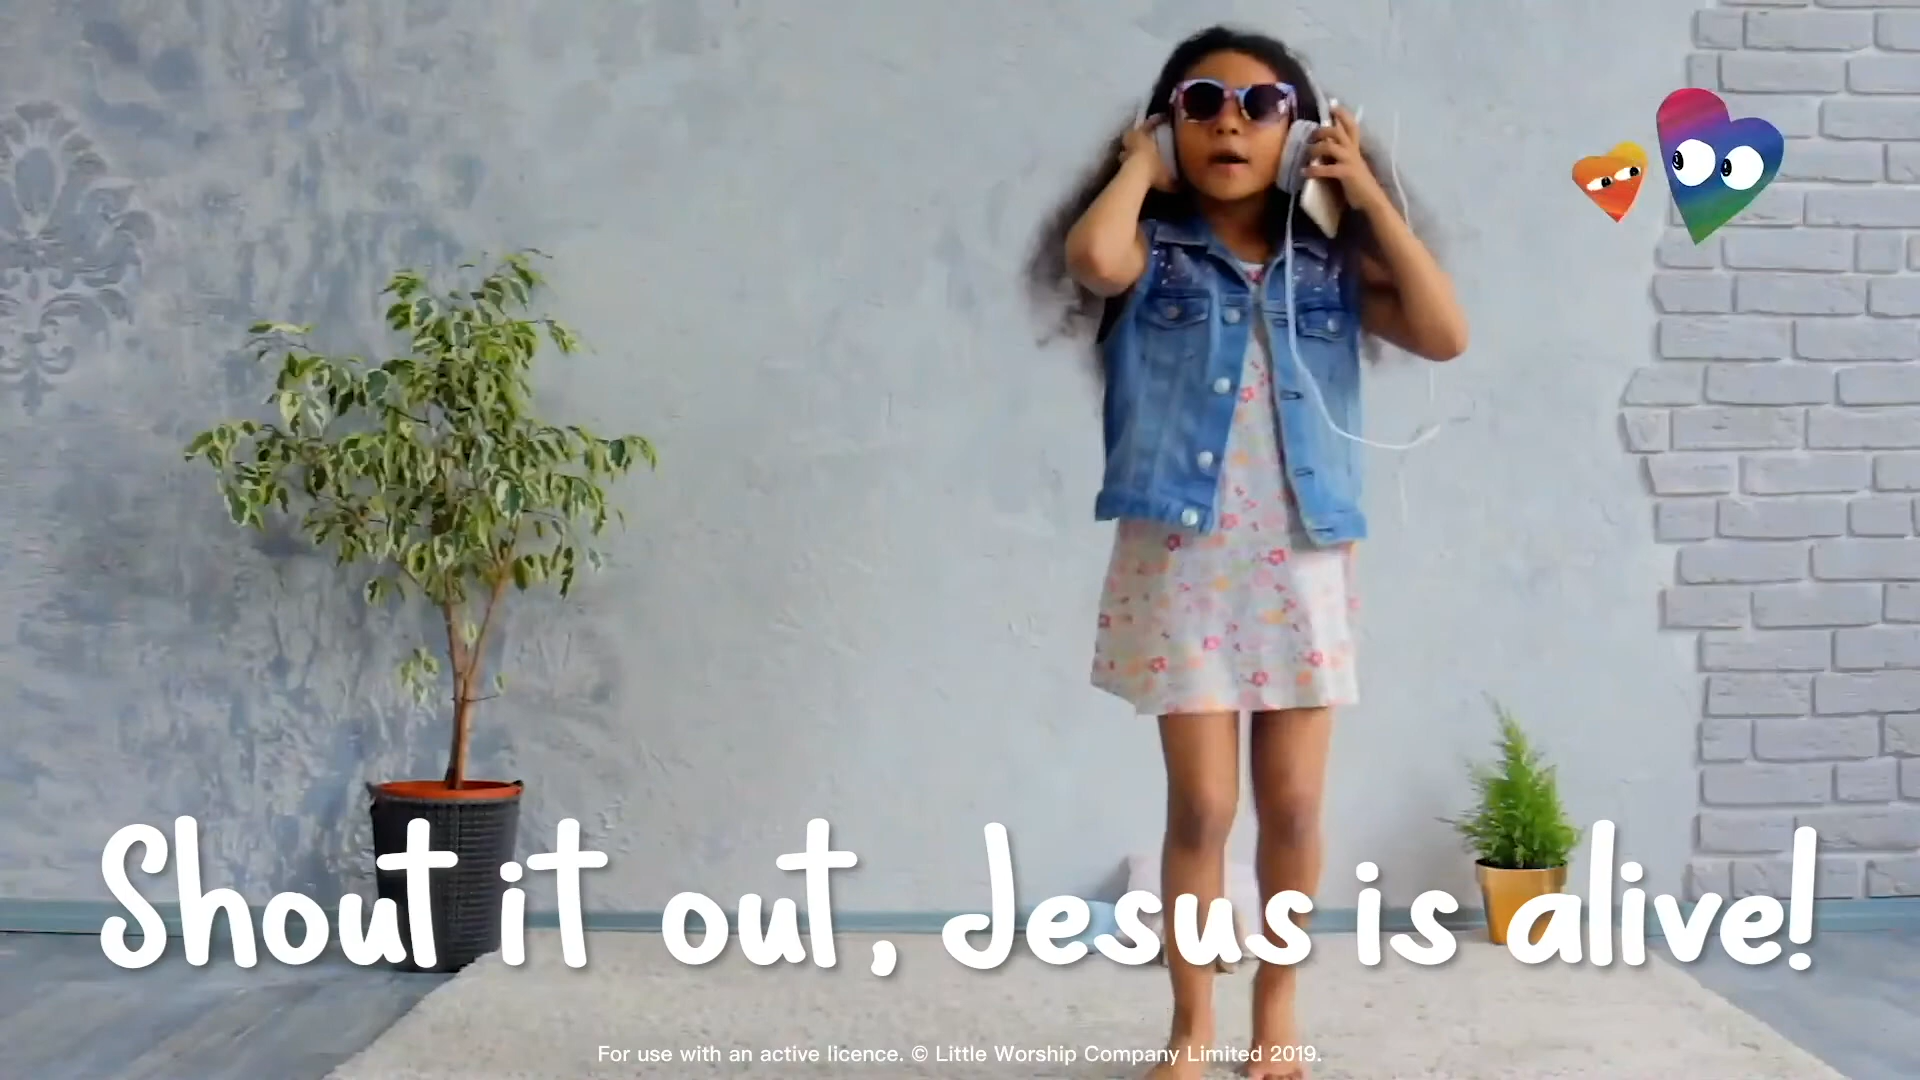 Shout it out, Jesus is alive!
For use with an active licence. © Little Worship Company Limited 2019.